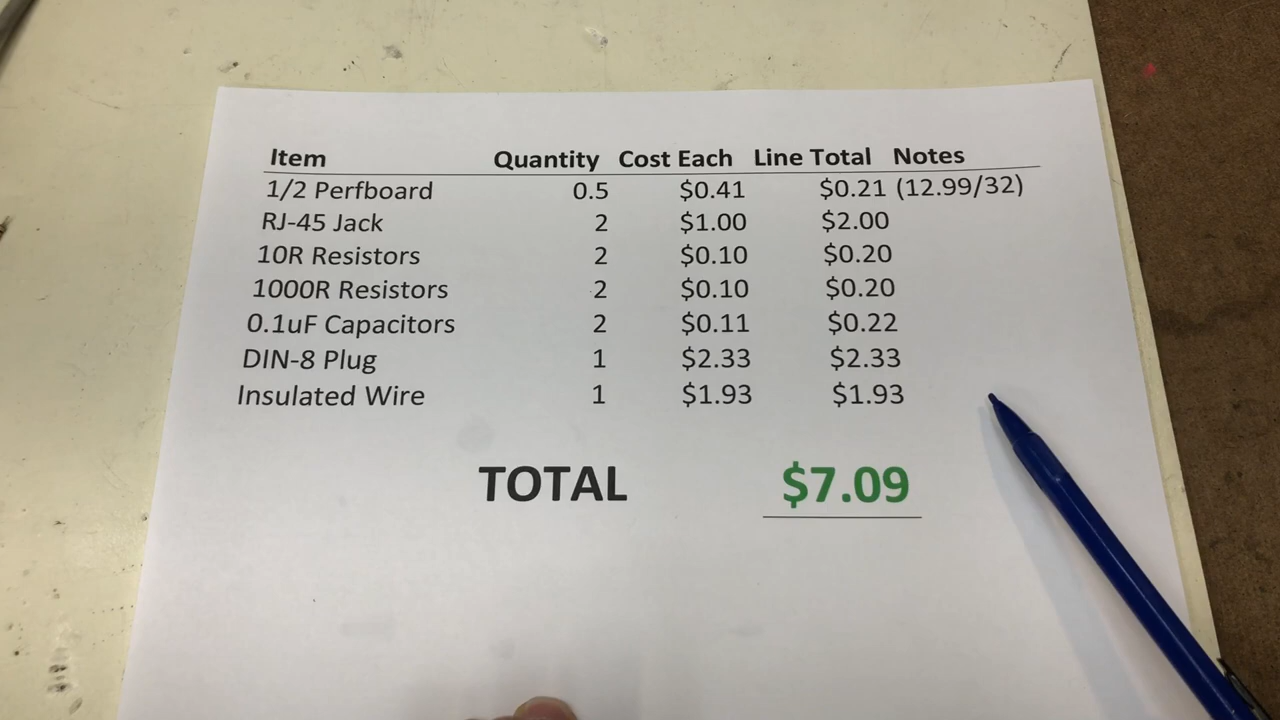 Item Quantity Cost Each Line Total Notes
1/2 Perfboard 0.5 $0.41 $0.21 (12.99/32)
RJ-45 Jack 2 $1.00 $2.00
10R Resistors 2 $0.10 $0.20
1000R Resistors 2 $0.10 $0.20
0.1uF Capacitors 2 $0.11 $0.22
DIN-8 Plug 1 $2.33 $2.33
Insulated Wire 1 $1.93 $1.93
TOTAL $7.09